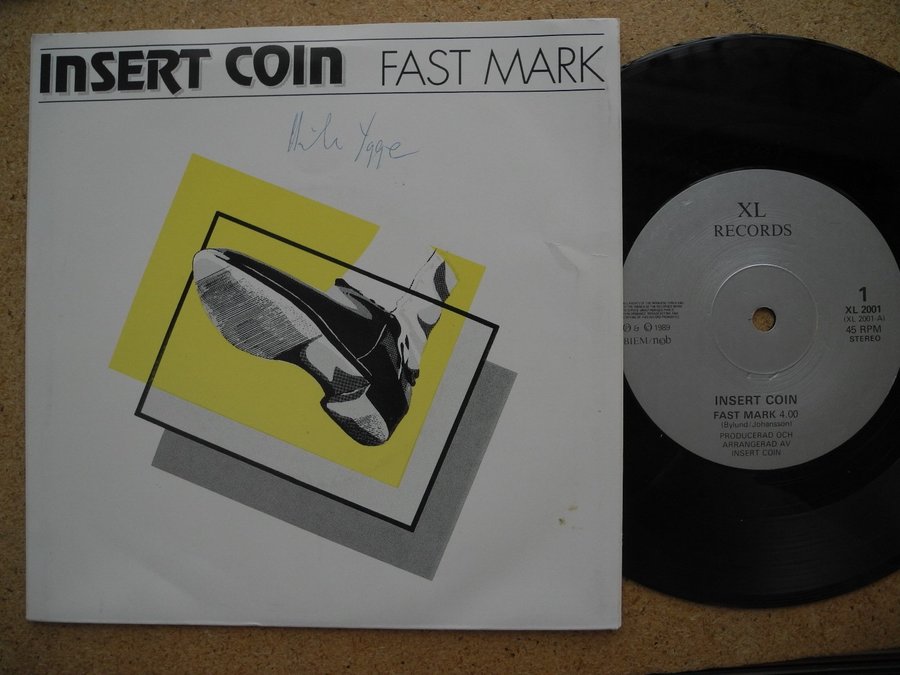 INSERT COIN FAST MARK
Ygge
XL
RECORDS
1
XL 2001
(XL 2001-A)
45 RPM
STEREO
℗ & © 1989
BIEM/n©b
INSERT COIN
FAST MARK 4.00
(Bylund/Johansson)
PRODUCERAD OCH
ARRANGERAD AV
INSERT COIN